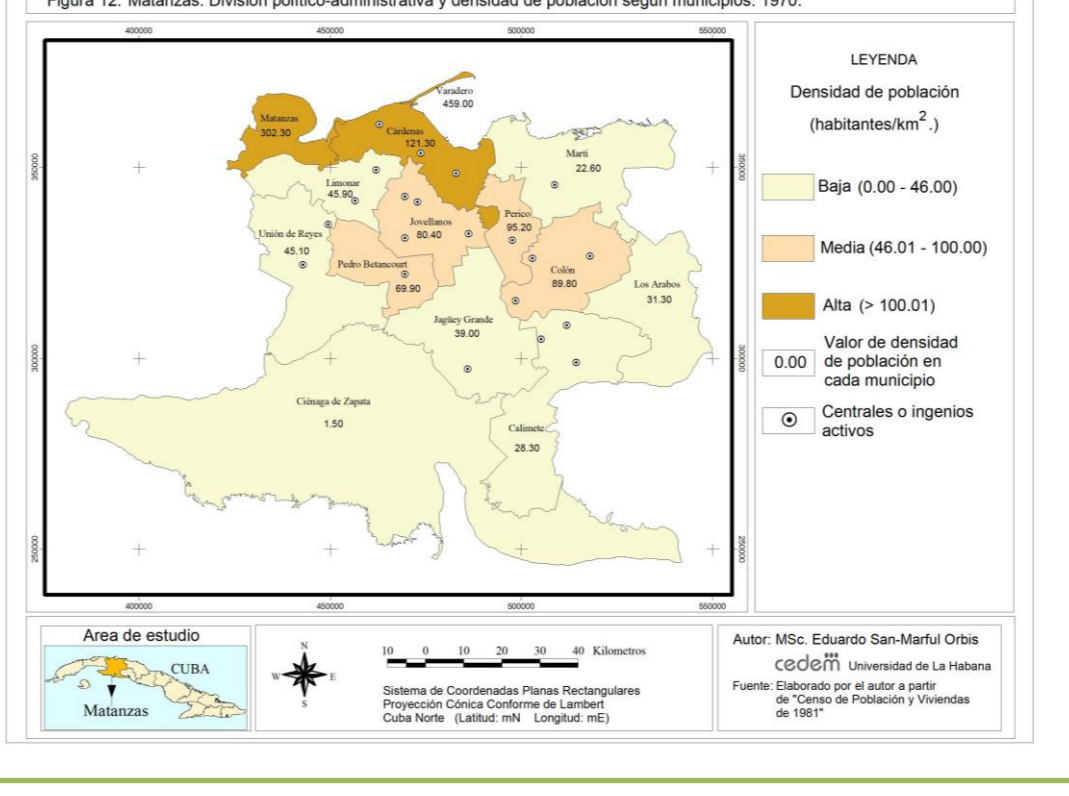 Figura 12. Matanzas. División político-administrativa y densidad de población según municipios. 1970.
400000 450000 500000 550000
350000
300000
250000
Varadero
459.00
Matanzas
302.30
Cárdenas
121.30
Martí
22.60
Limonar
45.90
Perico
95.20
Jovellanos
80.40
Unión de Reyes
45.10
Pedro Betancourt
69.90
Colón
89.80
Los Arabos
31.30
Jagüey Grande
39.00
Ciénaga de Zapata
1.50
Calimete
28.30
350000
300000
250000
400000 450000 500000 550000
LEYENDA
Densidad de población
(habitantes/km2.)
Baja (0.00 - 46.00)
Media (46.01 - 100.00)
Alta (> 100.01)
0.00
Valor de densidad
de población en
cada municipio
Centrales o ingenios
activos
Area de estudio
CUBA
Matanzas
N
W E
S
10 0 10 20 30 40 Kilometros
Sistema de Coordenadas Planas Rectangulares
Proyección Cónica Conforme de Lambert
Cuba Norte (Latitud: mN Longitud: mE)
Autor: MSc. Eduardo San-Marful Orbis
cedem Universidad de La Habana
Fuente: Elaborado por el autor a partir
de "Censo de Población y Viviendas
de 1981"